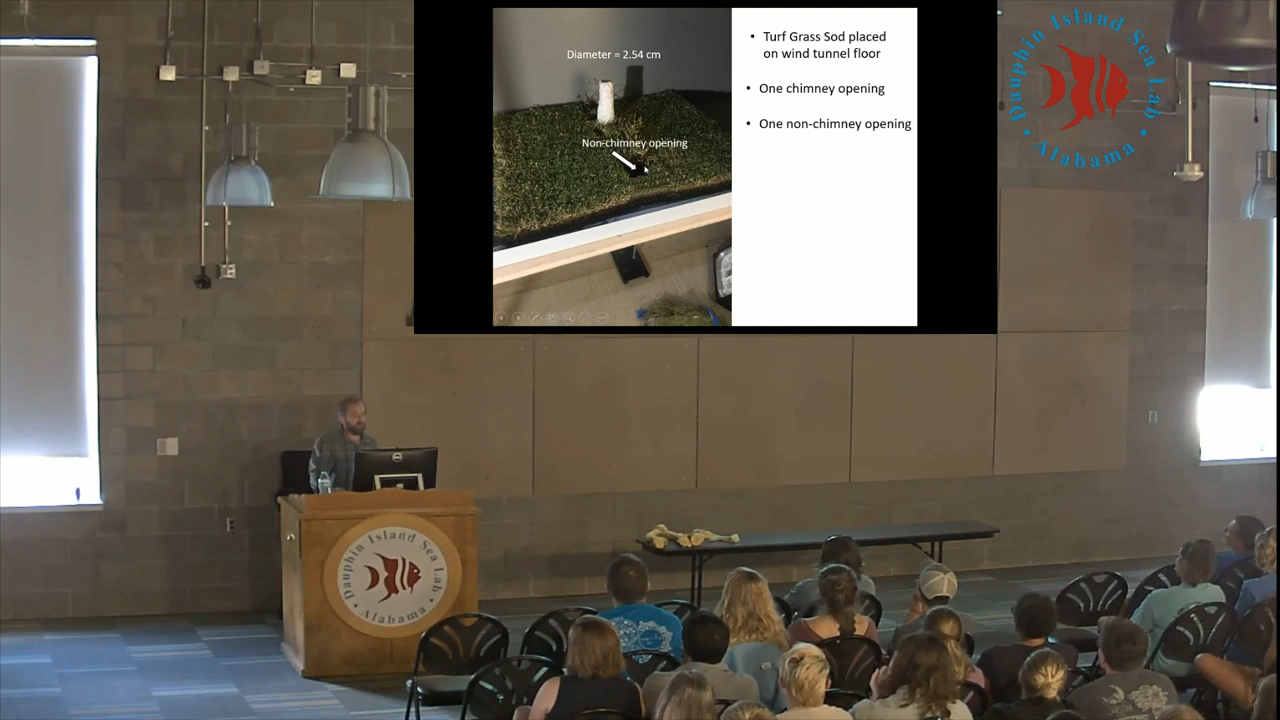 Diameter = 2.54 cm
Non-chimney opening
• Turf Grass Sod placed
on wind tunnel floor
• One chimney opening
• One non-chimney opening
Dauphin Island Sea Lab
Alabama
DELL
Dauphin Island Sea Lab
Alabama